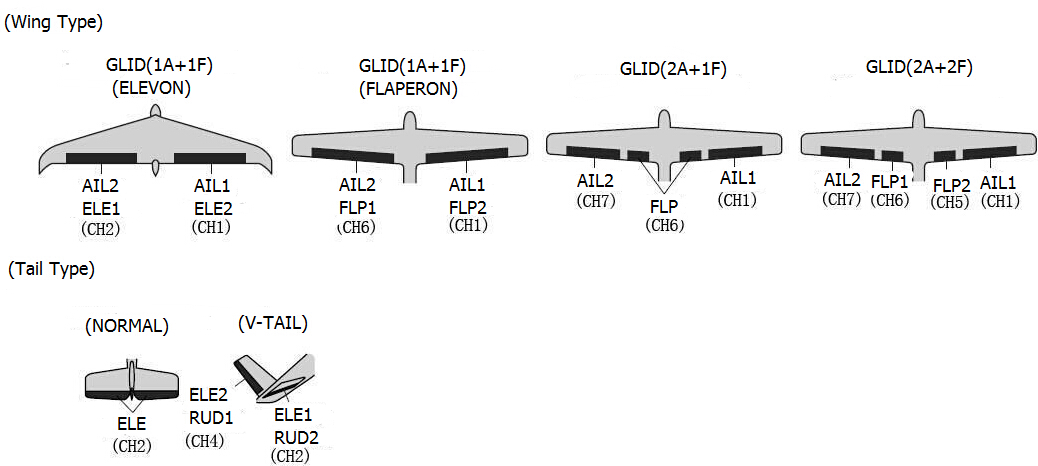 (Wing Type)
GLID(1A+1F)
(ELEVON)
GLID(1A+1F)
(FLAPERON)
GLID(2A+1F)
GLID(2A+2F)
AIL2
ELE1
(CH2)
AIL1
ELE2
(CH1)
AIL2
FLP1
(CH6)
AIL1
FLP2
(CH1)
AIL2
(CH7)
FLP
(CH6)
AIL1
(CH1)
AIL2
(CH7)
FLP1
(CH6)
FLP2
(CH5)
AIL1
(CH1)
(Tail Type)
(NORMAL)
(V-TAIL)
ELE
(CH2)
ELE2
RUD1
(CH4)
ELE1
RUD2
(CH2)